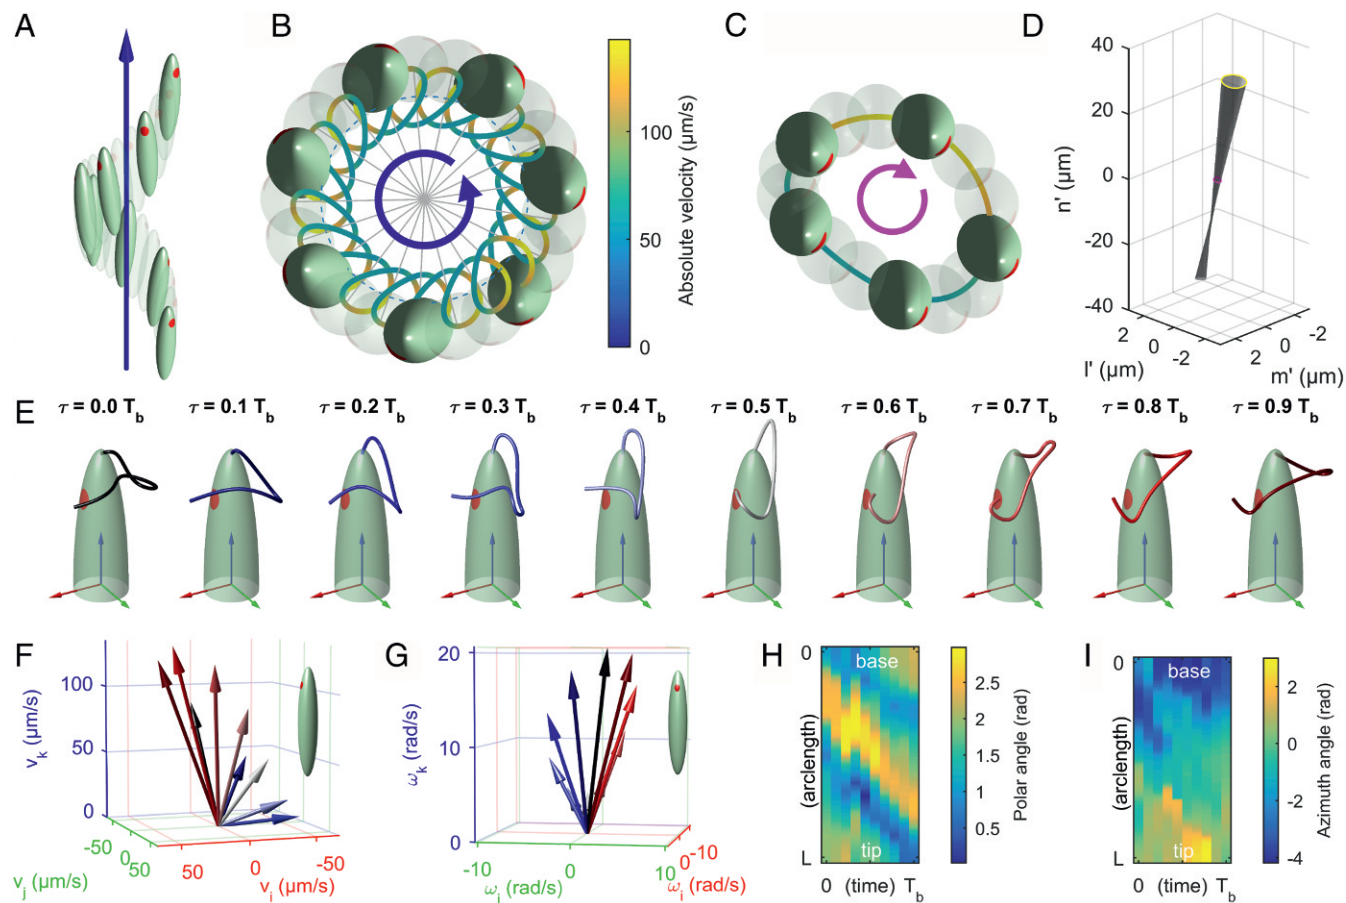 A
B
100
50
0
Absolute velocity (µm/s)
C
D
40
20
0
-20
-40
n' (µm)
2
0
-2
l' (µm)
-2
0
2
m' (µm)
E
τ = 0.0 T_b
τ = 0.1 T_b
τ = 0.2 T_b
τ = 0.3 T_b
τ = 0.4 T_b
τ = 0.5 T_b
τ = 0.6 T_b
τ = 0.7 T_b
τ = 0.8 T_b
τ = 0.9 T_b
F
100
50
0
v_k (µm/s)
-50
0
50
v_j (µm/s)
50
0
-50
v_i (µm/s)
G
20
10
0
ω_k (rad/s)
-10
0
10
ω_j (rad/s)
-10
0
ω_i (rad/s)
H
0
base
(arclength)
L
tip
0 (time) T_b
2.5
2
1.5
1
0.5
Polar angle (rad)
I
0
base
(arclength)
L
tip
0 (time) T_b
2
0
-2
-4
Azimuth angle (rad)